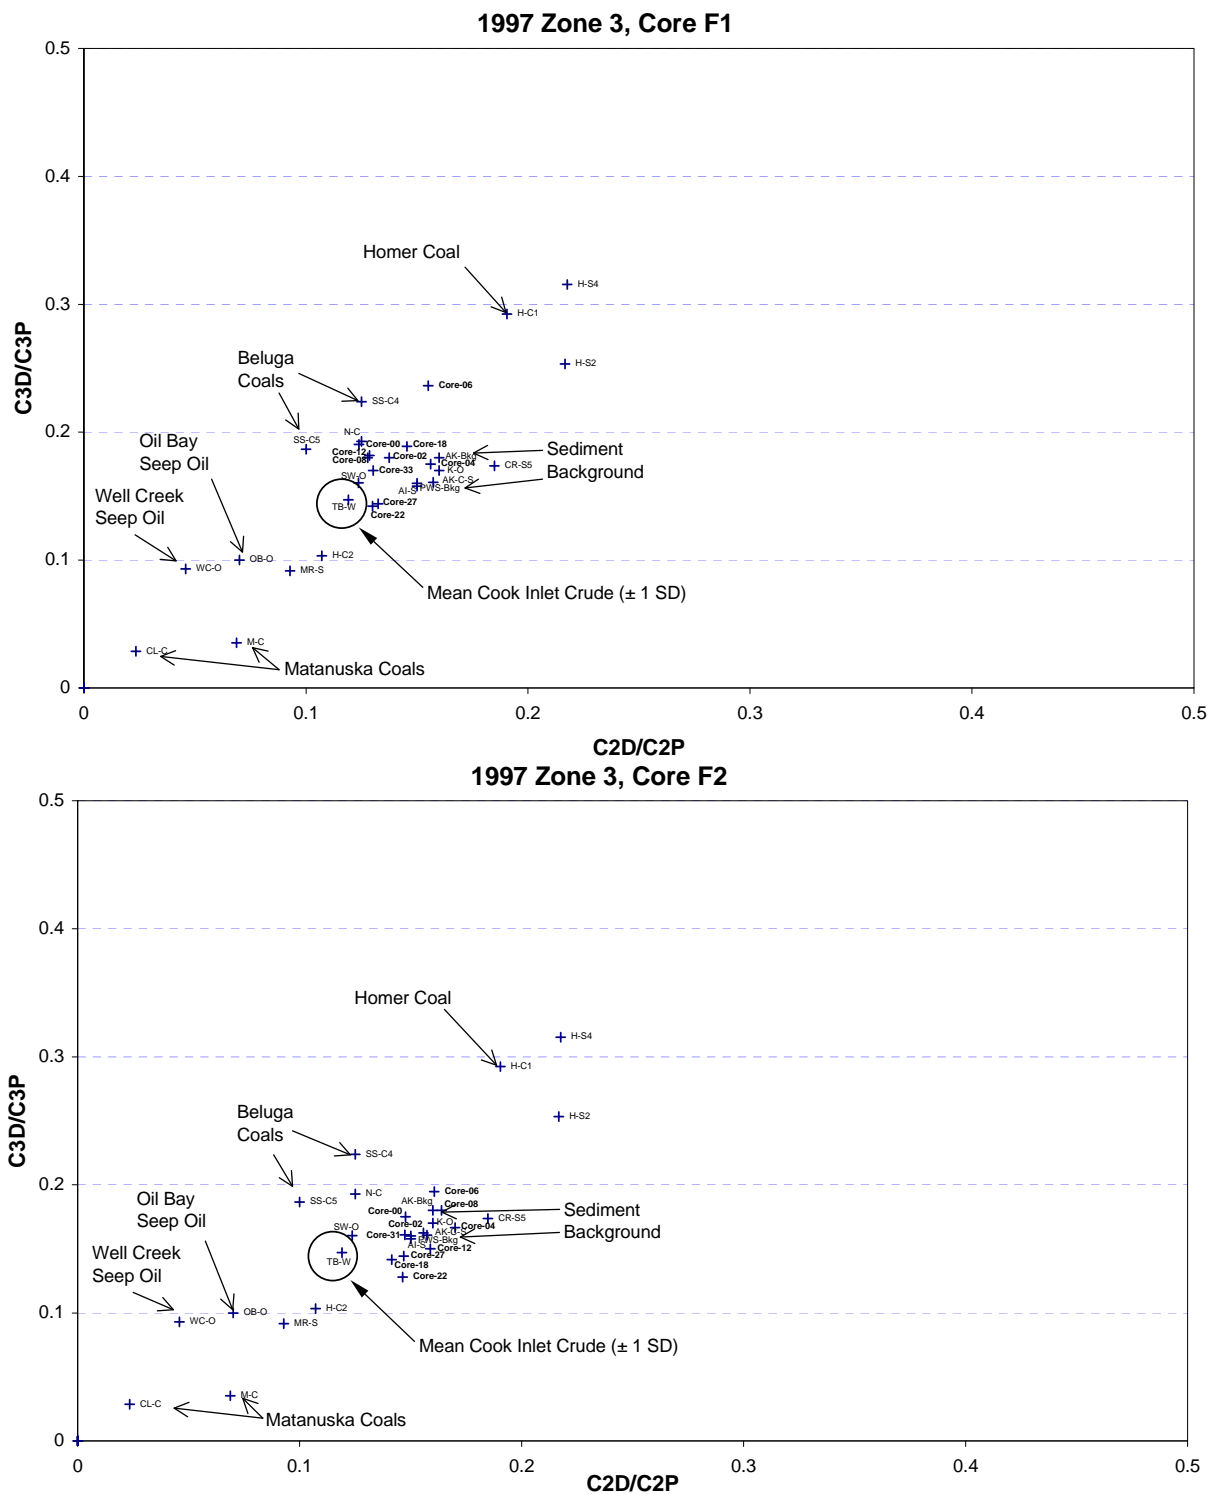 1997 Zone 3, Core F1
0.5
0.4
0.3
0.2
0.1
0
C3D/C3P
Homer Coal
H-S4
H-C1
H-S2
Beluga
Coals
SS-C4
Core-06
N-C
SS-C5
Core-00
Core-18
Core-12
Core-08
Core-02
AK-Bkg
Core-04
Core-33
K-O
CR-S5
Sediment
Background
Oil Bay
Seep Oil
SW-O
AK-C-S
AI-S
PWS-Bkg
Well Creek
Seep Oil
TB-W
Core-27
Core-22
WC-O
OB-O
H-C2
MR-S
Mean Cook Inlet Crude (± 1 SD)
CL-C
M-C
Matanuska Coals
0
0.1
0.2
0.3
0.4
0.5
C2D/C2P
1997 Zone 3, Core F2
0.5
0.4
0.3
0.2
0.1
0
C3D/C3P
Homer Coal
H-S4
H-C1
H-S2
Beluga
Coals
SS-C4
N-C
SS-C5
Core-06
AK-Bkg
Core-08
Core-00
Sediment
Background
CR-S5
Oil Bay
Seep Oil
SW-O
Core-02
K-O
Core-04
Core-31
AK-C-S
PWS-Bkg
AI-S
Core-12
Well Creek
Seep Oil
TB-W
Core-27
Core-18
Core-22
WC-O
OB-O
H-C2
MR-S
Mean Cook Inlet Crude (± 1 SD)
CL-C
M-C
Matanuska Coals
0
0.1
0.2
0.3
0.4
0.5
C2D/C2P